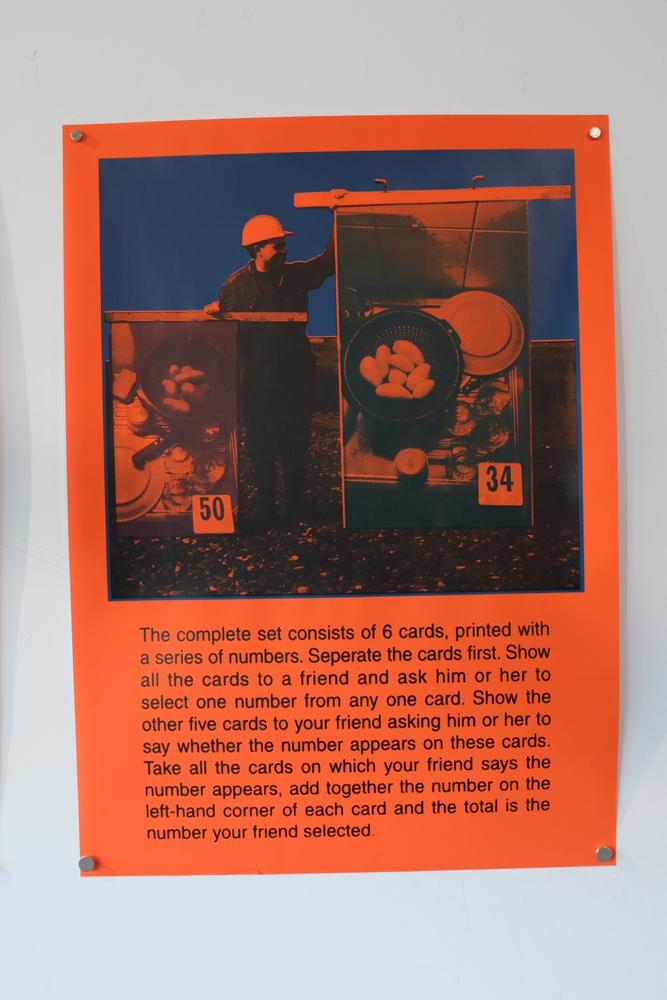 34
50
The complete set consists of 6 cards, printed with
a series of numbers. Seperate the cards first. Show
all the cards to a friend and ask him or her to
select one number from any one card. Show the
other five cards to your friend asking him or her to
say whether the number appears on these cards.
Take all the cards on which your friend says the
number appears, add together the number on the
left-hand corner of each card and the total is the
number your friend selected.